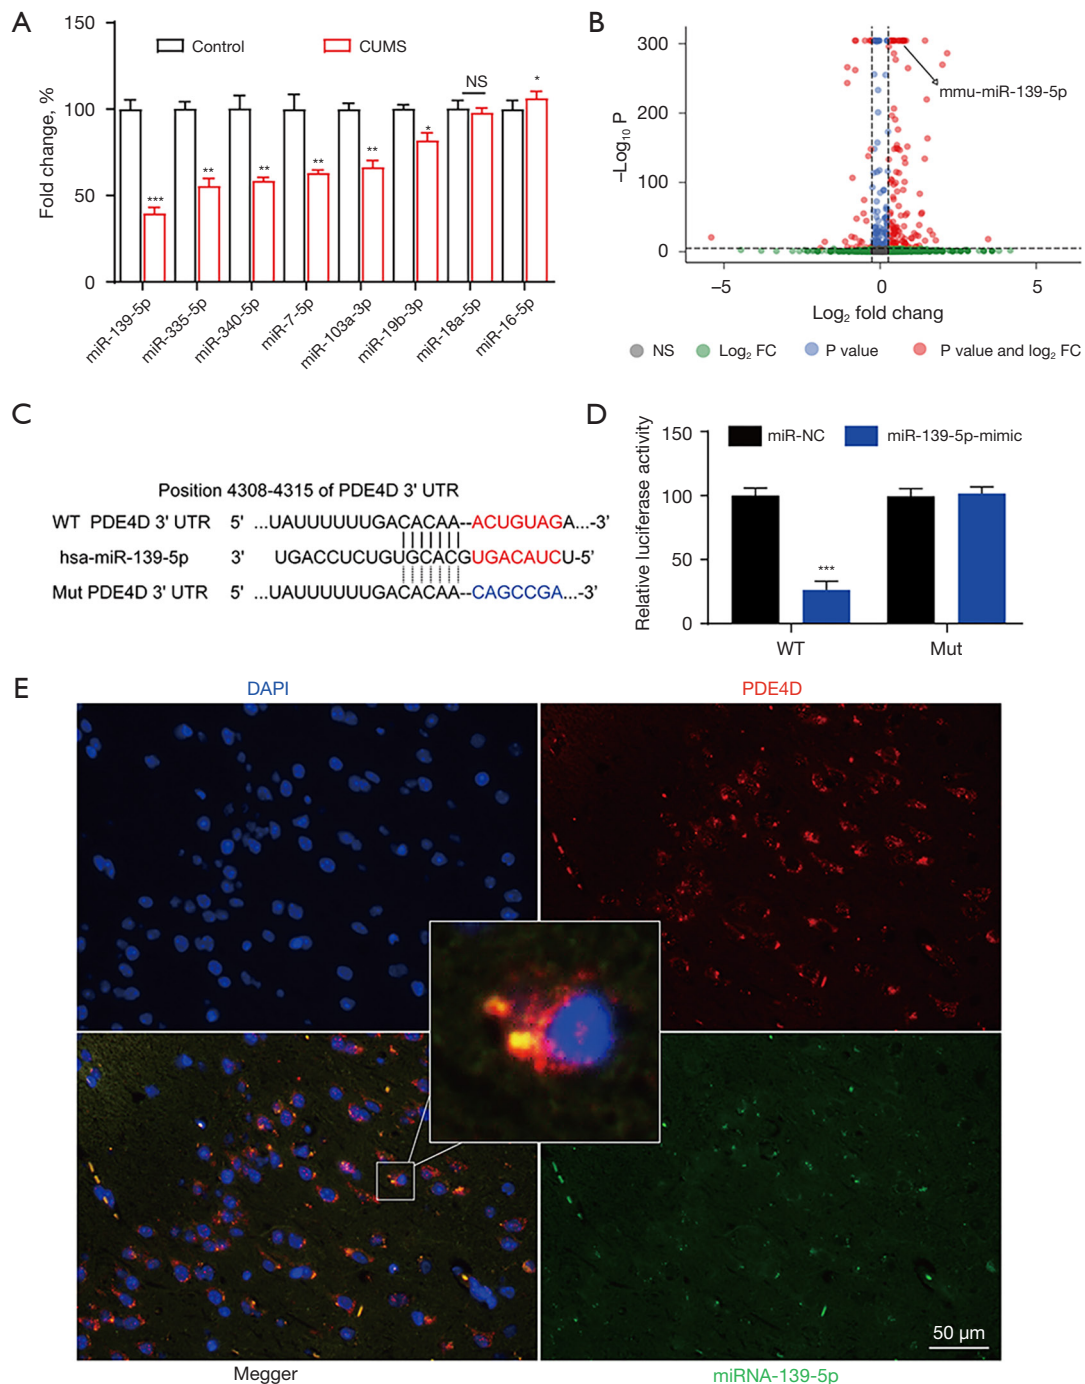 A
150
100
50
0
Fold change, %
Control
CUMS
***
**
**
**
**
*
NS
*
miR-139-5p
miR-335-5p
miR-340-5p
miR-7-5p
miR-103a-3p
miR-19b-3p
miR-18a-5p
miR-16-5p
B
300
200
100
0
–Log10 P
mmu-miR-139-5p
–5
0
5
Log2 fold chang
NS
Log2 FC
P value
P value and log2 FC
C
Position 4308-4315 of PDE4D 3' UTR
WT PDE4D 3' UTR 5' ...UAUUUUUUGACACAA--ACUGUAGA...-3'
hsa-miR-139-5p 3' UGACCUCUGUGCACGUGACAUCU-5'
Mut PDE4D 3' UTR 5' ...UAUUUUUUGACACAA--CAGCCGA...-3'
D
150
100
50
0
Relative luciferase activity
miR-NC
miR-139-5p-mimic
***
WT
Mut
E
DAPI
PDE4D
50 µm
Megger
miRNA-139-5p